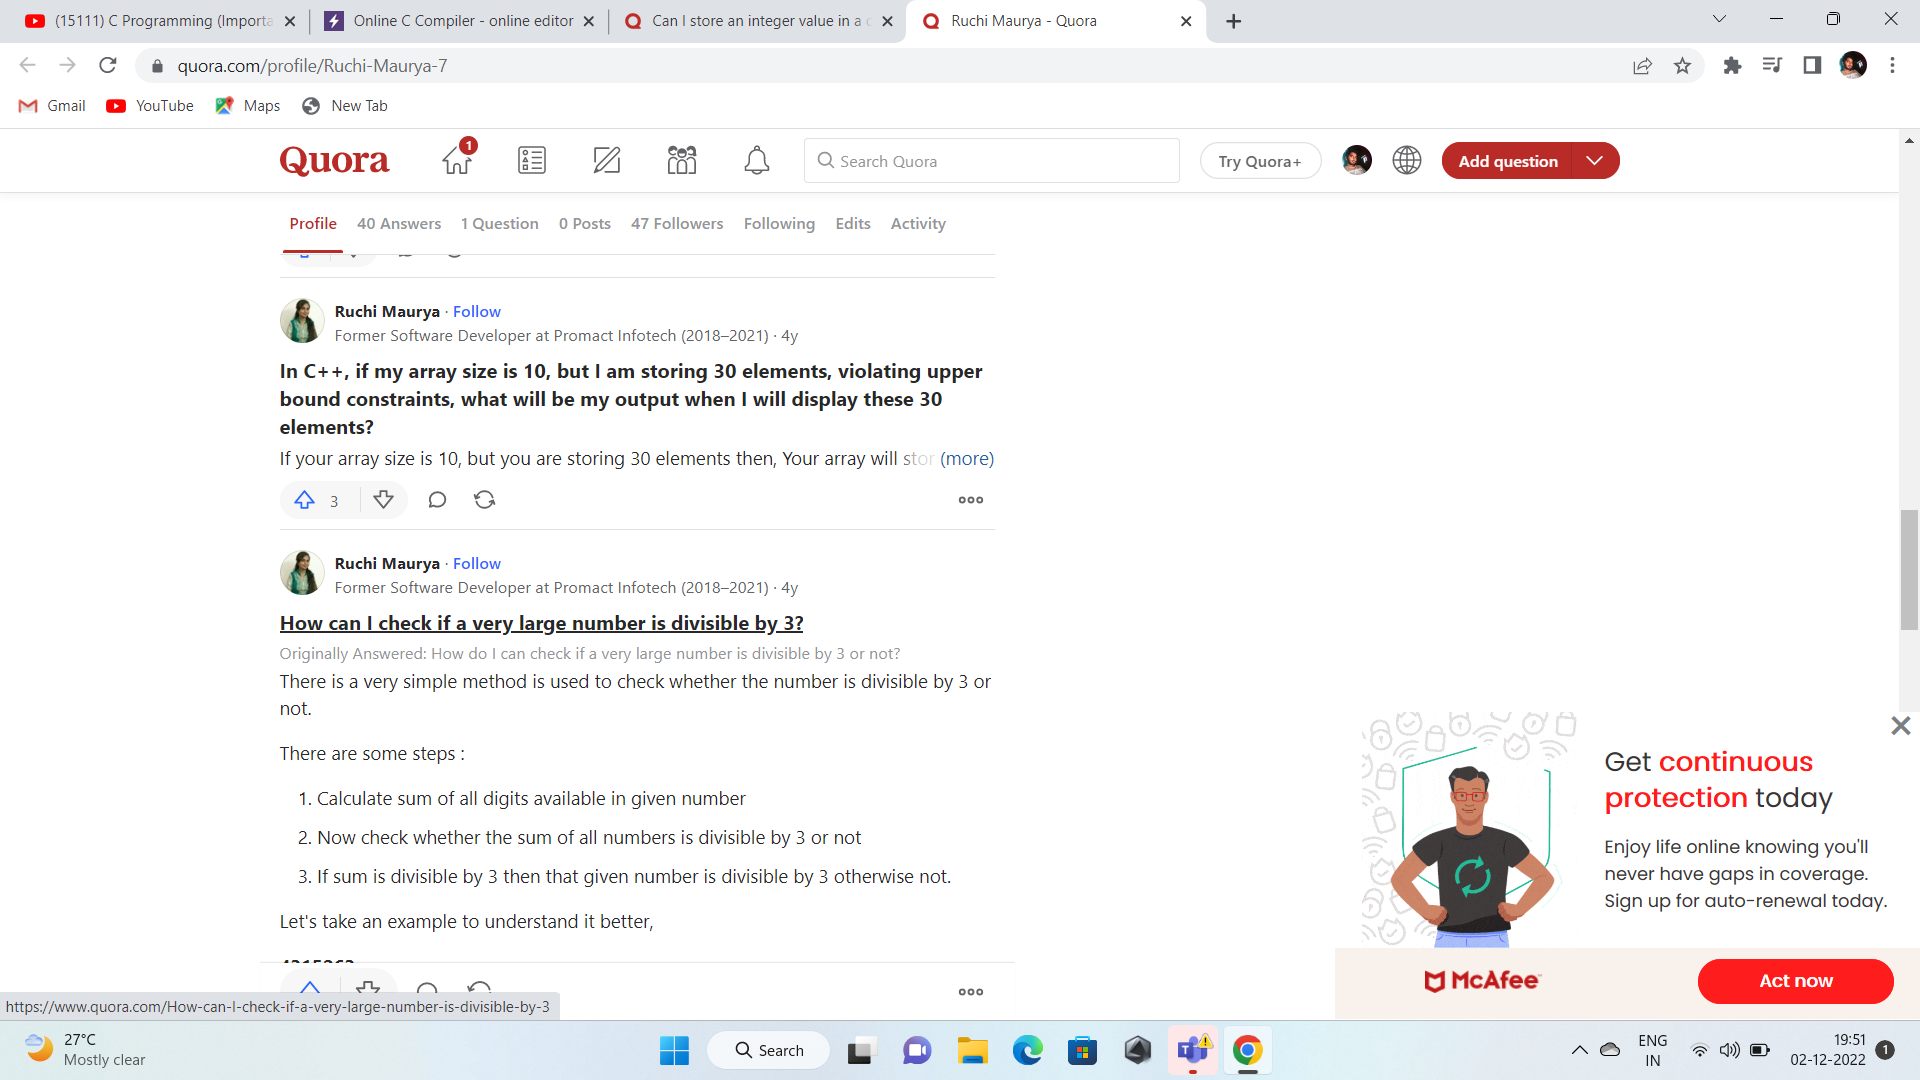 (15111) C Programming (Importa
Online C Compiler - online editor
Can I store an integer value in a c
Ruchi Maurya - Quora
quora.com/profile/Ruchi-Maurya-7
Gmail
YouTube
Maps
New Tab
Quora
1
Search Quora
Try Quora+
Add question
Profile
40 Answers
1 Question
0 Posts
47 Followers
Following
Edits
Activity
Ruchi Maurya · Follow
Former Software Developer at Promact Infotech (2018–2021) · 4y
In C++, if my array size is 10, but I am storing 30 elements, violating upper
bound constraints, what will be my output when I will display these 30
elements?
If your array size is 10, but you are storing 30 elements then, Your array will stor (more)
3
Ruchi Maurya · Follow
Former Software Developer at Promact Infotech (2018–2021) · 4y
How can I check if a very large number is divisible by 3?
Originally Answered: How do I can check if a very large number is divisible by 3 or not?
There is a very simple method is used to check whether the number is divisible by 3 or
not.
There are some steps :
1. Calculate sum of all digits available in given number
2. Now check whether the sum of all numbers is divisible by 3 or not
3. If sum is divisible by 3 then that given number is divisible by 3 otherwise not.
Let's take an example to understand it better,
Get continuous
protection today
Enjoy life online knowing you'll
never have gaps in coverage.
Sign up for auto-renewal today.
McAfee
Act now
https://www.quora.com/How-can-I-check-if-a-very-large-number-is-divisible-by-3
27°C
Mostly clear
Search
ENG
IN
19:51
02-12-2022
1